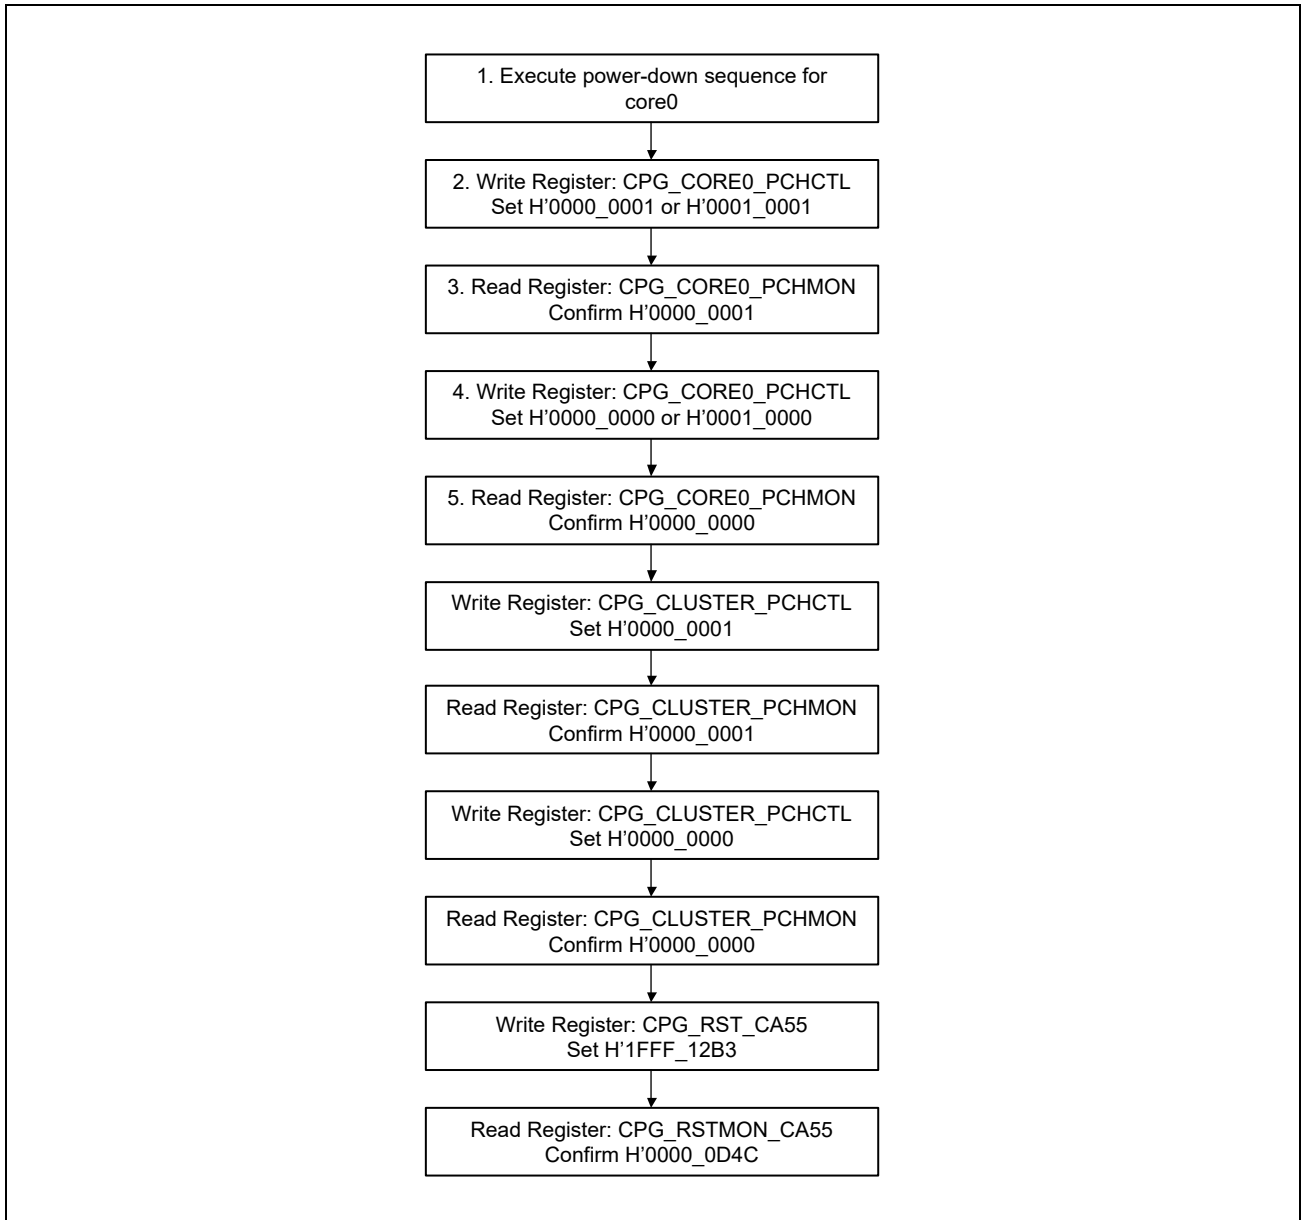 1. Execute power-down sequence for
core0
2. Write Register: CPG_CORE0_PCHCTL
Set H’0000_0001 or H’0001_0001
3. Read Register: CPG_CORE0_PCHMON
Confirm H’0000_0001
4. Write Register: CPG_CORE0_PCHCTL
Set H’0000_0000 or H’0001_0000
5. Read Register: CPG_CORE0_PCHMON
Confirm H’0000_0000
Write Register: CPG_CLUSTER_PCHCTL
Set H’0000_0001
Read Register: CPG_CLUSTER_PCHMON
Confirm H’0000_0001
Write Register: CPG_CLUSTER_PCHCTL
Set H’0000_0000
Read Register: CPG_CLUSTER_PCHMON
Confirm H’0000_0000
Write Register: CPG_RST_CA55
Set H’1FFF_12B3
Read Register: CPG_RSTMON_CA55
Confirm H’0000_0D4C